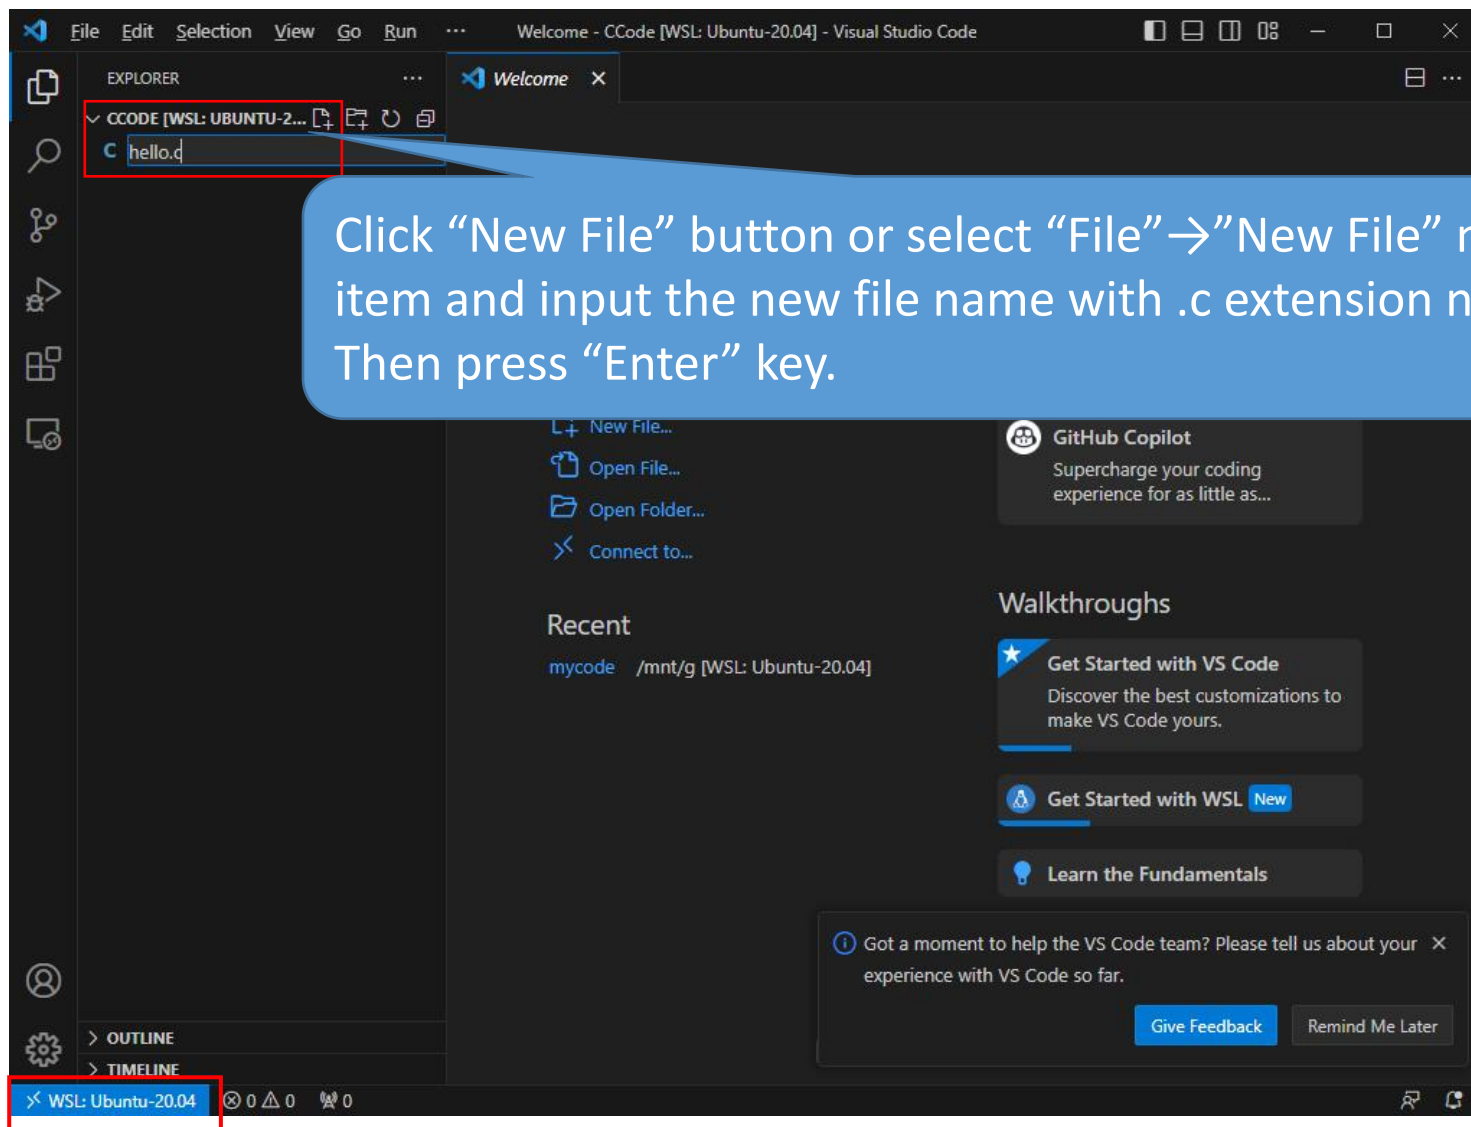 File Edit Selection View Go Run ··· Welcome - CCode [WSL: Ubuntu-20.04] - Visual Studio Code
EXPLORER ··· Welcome
CCODE [WSL: UBUNTU-2...
C hello.c
Click “New File” button or select “File”→”New File”
item and input the new file name with .c extension
Then press “Enter” key.
New File...
Open File...
Open Folder...
Connect to...
Recent
mycode /mnt/g [WSL: Ubuntu-20.04]
GitHub Copilot
Supercharge your coding
experience for as little as...
Walkthroughs
Get Started with VS Code
Discover the best customizations to
make VS Code yours.
Get Started with WSL New
Learn the Fundamentals
Got a moment to help the VS Code team? Please tell us about your
experience with VS Code so far.
Give Feedback Remind Me Later
OUTLINE
TIMELINE
WSL: Ubuntu-20.04 0 0 0